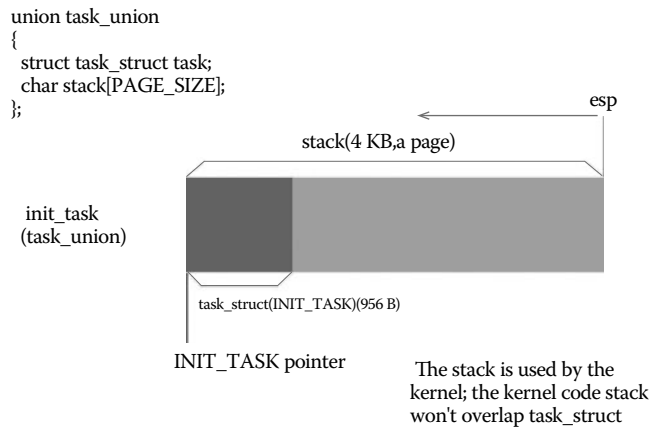 union task_union
{
struct task_struct task;
char stack[PAGE_SIZE];
};
esp
stack(4 KB,a page)
init_task
(task_union)
task_struct(INIT_TASK)(956 B)
INIT_TASK pointer
The stack is used by the
kernel; the kernel code stack
won't overlap task_struct